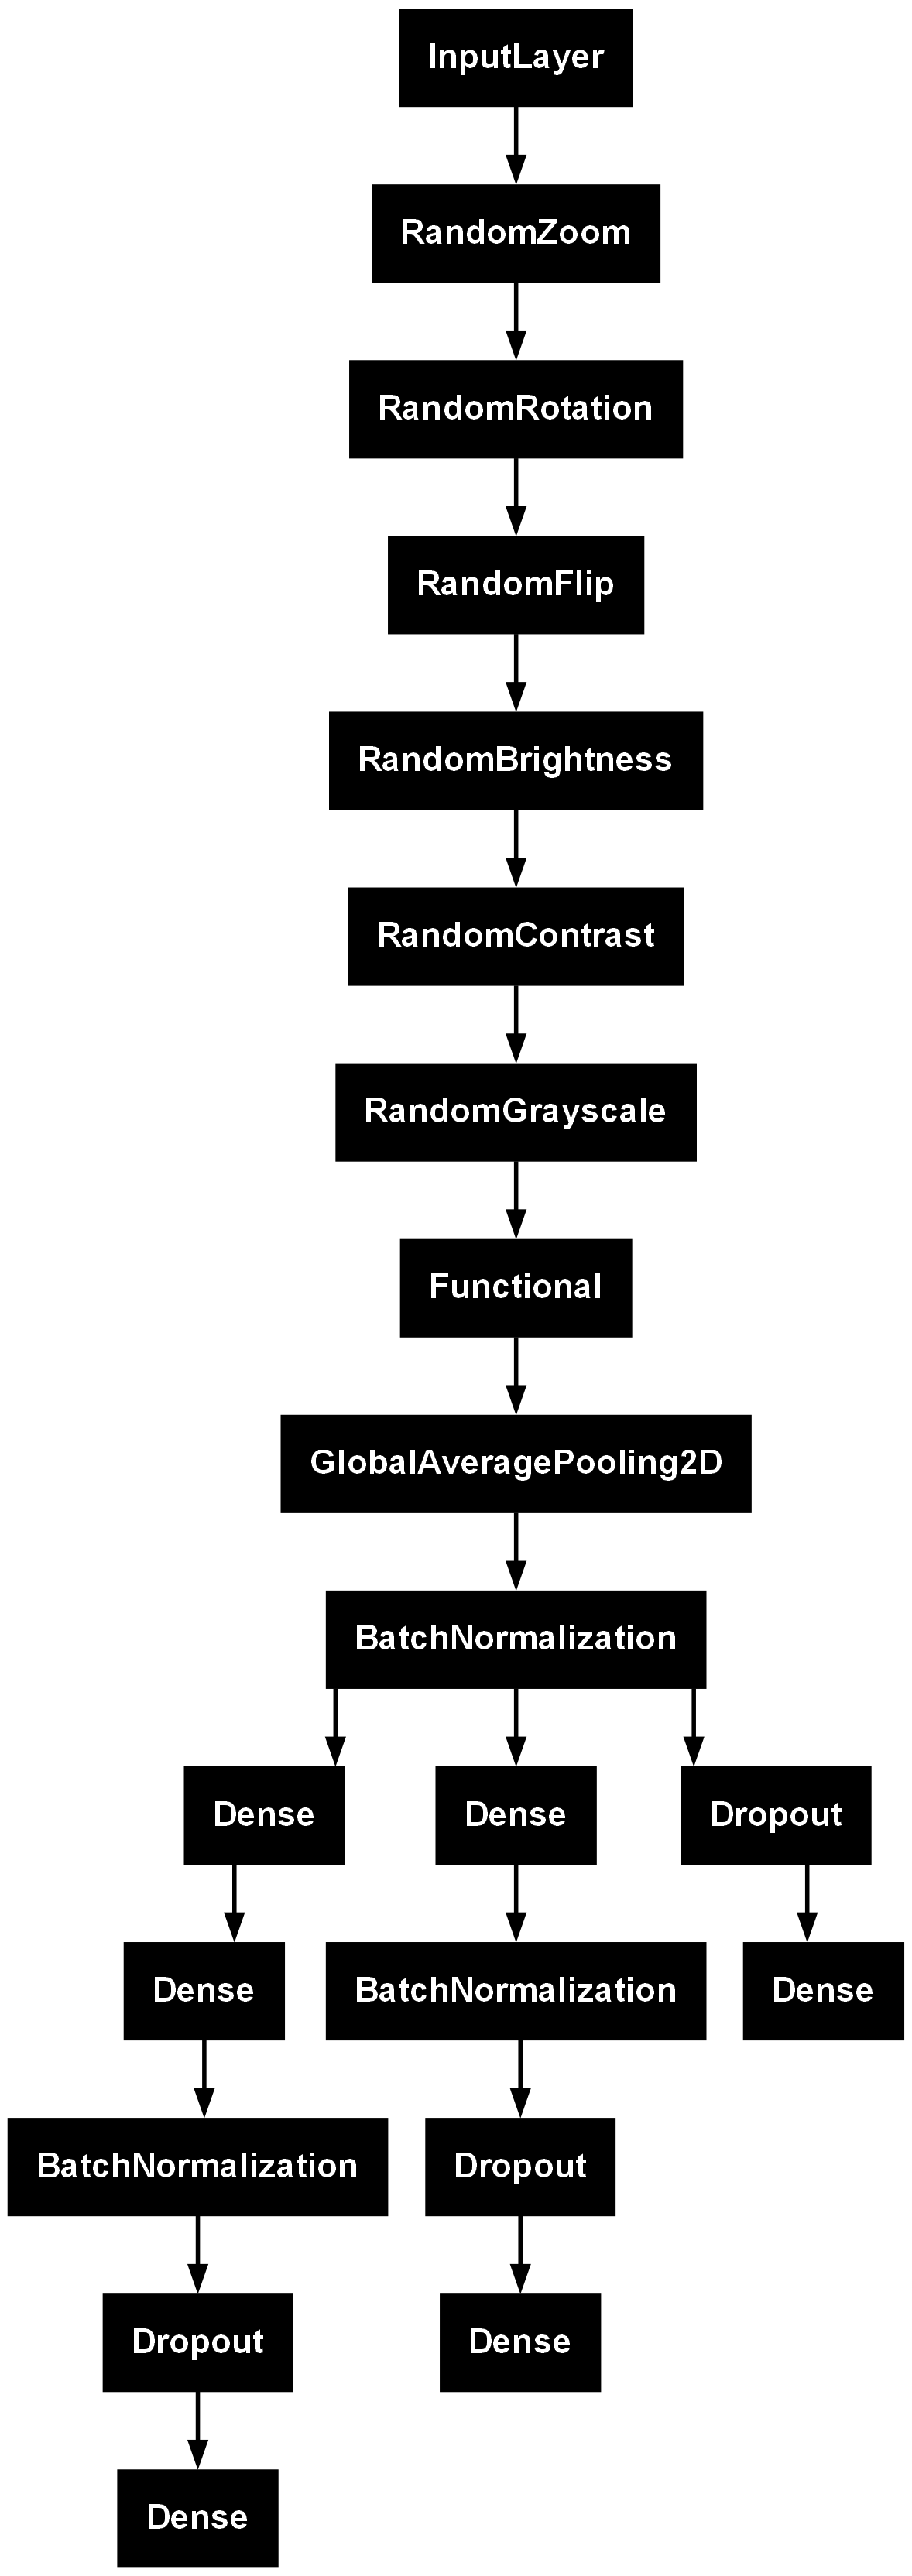 InputLayer
RandomZoom
RandomRotation
RandomFlip
RandomBrightness
RandomContrast
RandomGrayscale
Functional
GlobalAveragePooling2D
BatchNormalization
Dense
Dense
Dropout
Dense
BatchNormalization
Dense
BatchNormalization
Dropout
Dropout
Dense
Dense